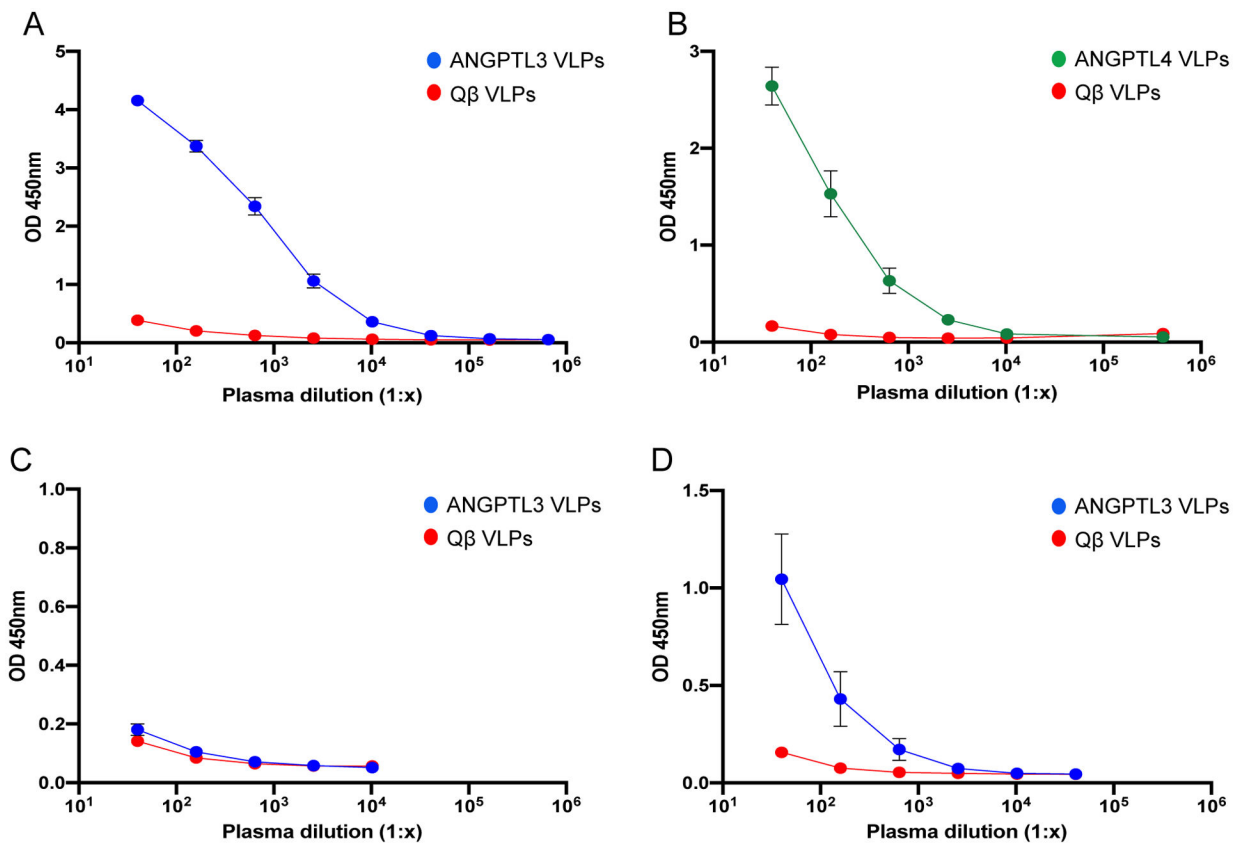 A
5
4
3
2
1
0
OD 450nm
10¹ 10² 10³ 10⁴ 10⁵ 10⁶
Plasma dilution (1:x)
ANGPTL3 VLPs
Qβ VLPs
B
3
2
1
0
OD 450nm
10¹ 10² 10³ 10⁴ 10⁵ 10⁶
Plasma dilution (1:x)
ANGPTL4 VLPs
Qβ VLPs
C
1.0
0.8
0.6
0.4
0.2
0.0
OD 450nm
10¹ 10² 10³ 10⁴ 10⁵ 10⁶
Plasma dilution (1:x)
ANGPTL3 VLPs
Qβ VLPs
D
1.5
1.0
0.5
0.0
OD 450nm
10¹ 10² 10³ 10⁴ 10⁵ 10⁶
Plasma dilution (1:x)
ANGPTL3 VLPs
Qβ VLPs